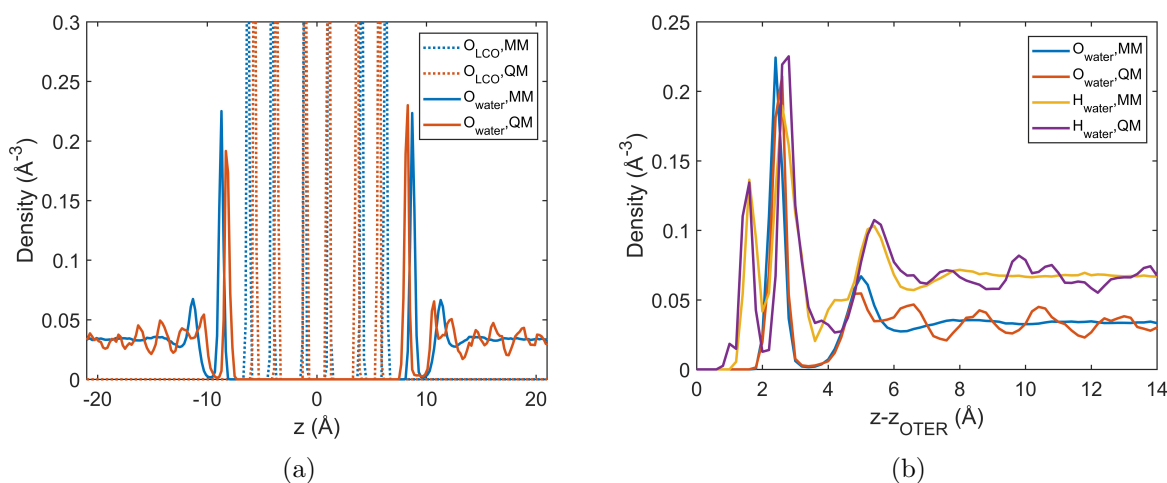 0.3
0.25
0.2
0.15
0.1
0.05
0
Density (Å⁻³)
-20 -10 0 10 20
z (Å)
O_LCO,MM
O_LCO,QM
O_water,MM
O_water,QM
(a)
0.25
0.2
0.15
0.1
0.05
0
Density (Å⁻³)
0 2 4 6 8 10 12 14
z-z_OTER (Å)
O_water,MM
O_water,QM
H_water,MM
H_water,QM
(b)